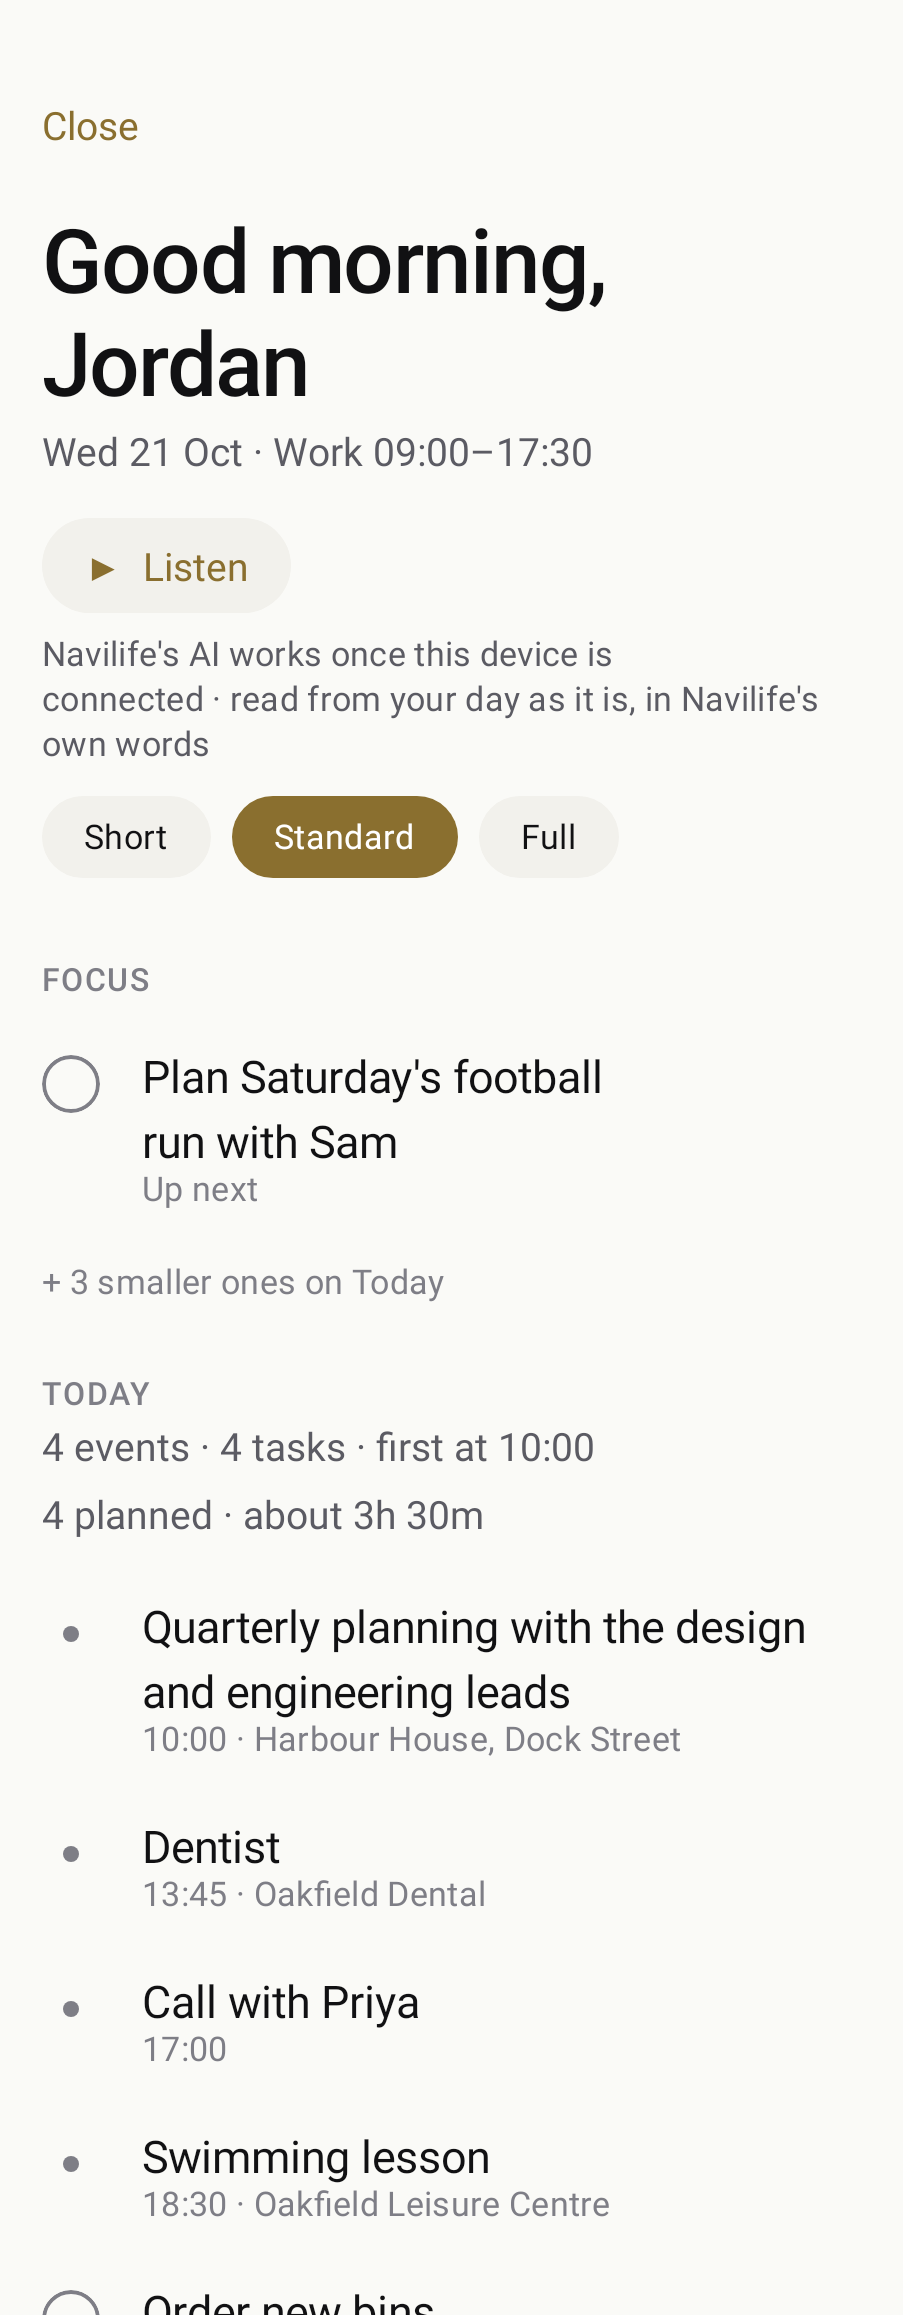 Close
Good morning,
Jordan
Wed 21 Oct · Work 09:00–17:30
► Listen
Navilife's AI works once this device is
connected · read from your day as it is, in Navilife's
own words
Short Standard Full
FOCUS
Plan Saturday's football
run with Sam
Up next
+ 3 smaller ones on Today
TODAY
4 events · 4 tasks · first at 10:00
4 planned · about 3h 30m
Quarterly planning with the design
and engineering leads
10:00 · Harbour House, Dock Street
Dentist
13:45 · Oakfield Dental
Call with Priya
17:00
Swimming lesson
18:30 · Oakfield Leisure Centre
Order new bins